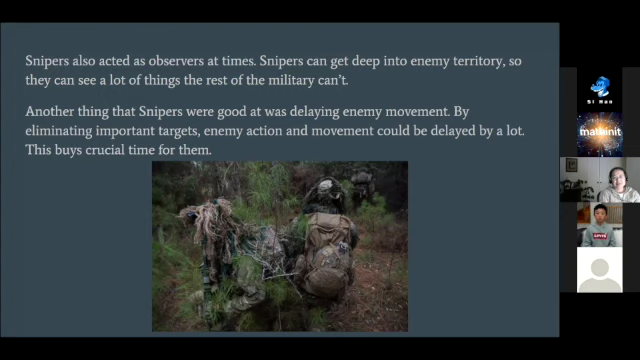 Snipers also acted as observers at times. Snipers can get deep into enemy territory, so
they can see a lot of things the rest of the military can't.
Another thing that Snipers were good at was delaying enemy movement. By
eliminating important targets, enemy action and movement could be delayed by a lot.
This buys crucial time for them.
Si Han
mathinit